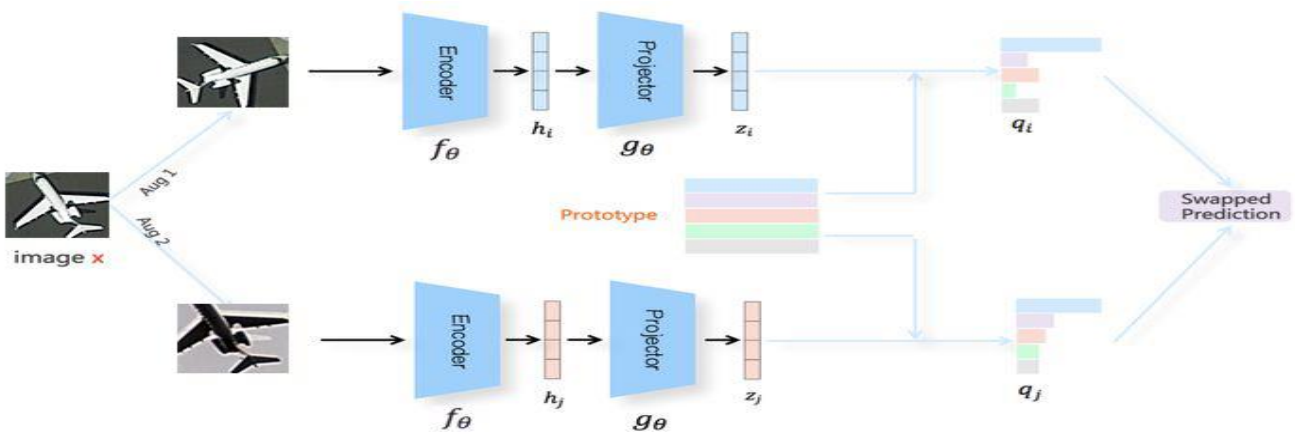 Encoder
Projector
h_i
z_i
q_i
f_θ
g_θ
Aug 1
Aug 2
image x
Prototype
Swapped
Prediction
Encoder
Projector
h_j
z_j
q_j
f_θ
g_θ